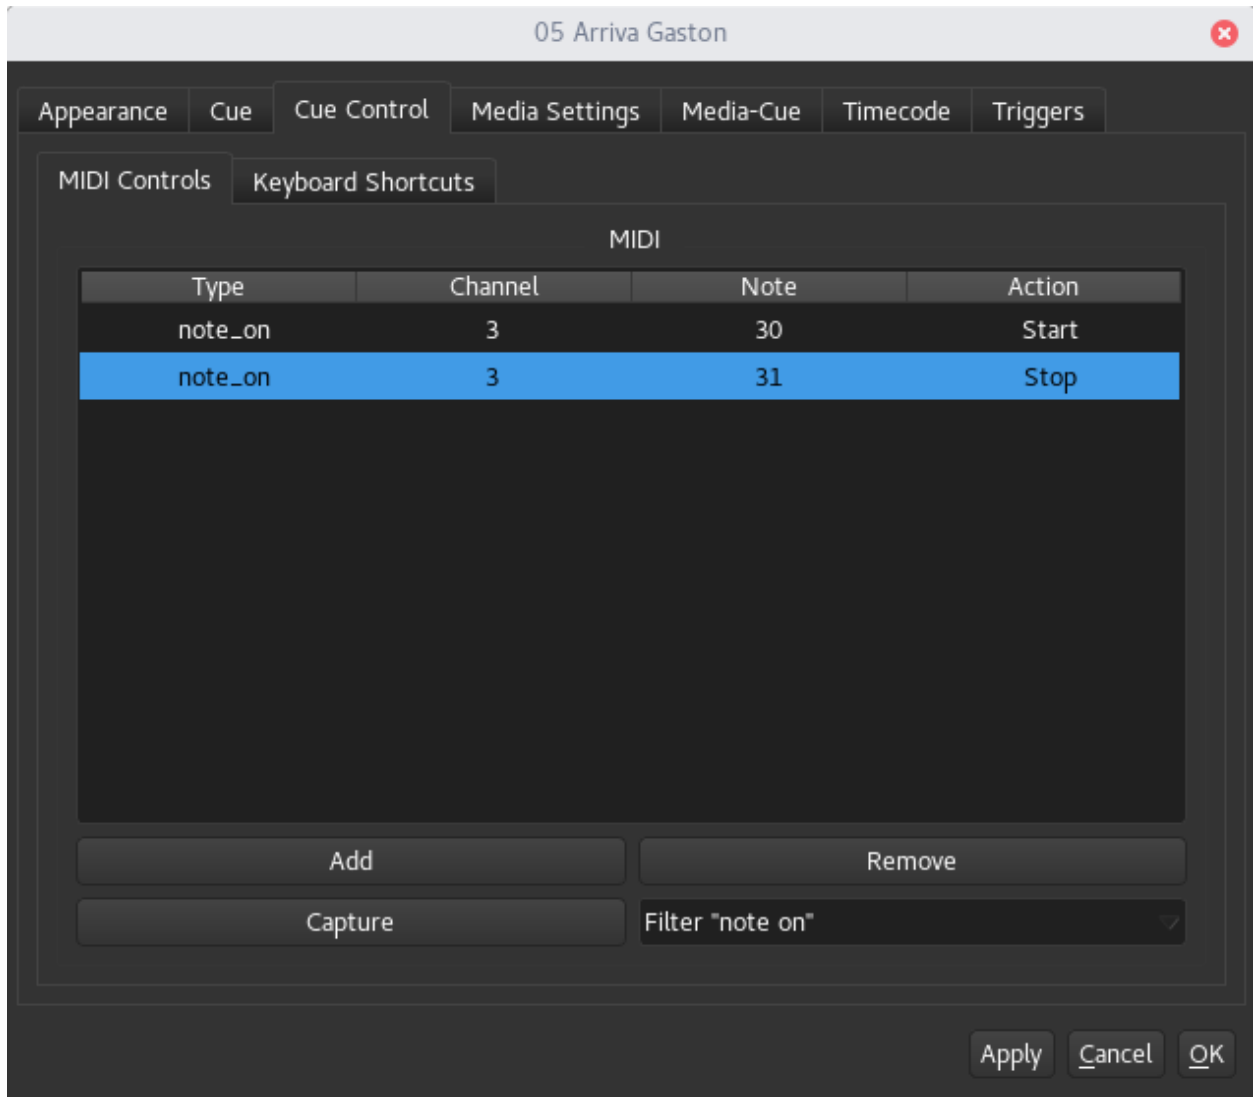 05 Arriva Gaston
Appearance Cue Cue Control Media Settings Media-Cue Timecode Triggers
MIDI Controls Keyboard Shortcuts
MIDI
Type Channel Note Action
note_on 3 30 Start
note_on 3 31 Stop
Add Remove
Capture Filter "note on"
Apply Cancel OK